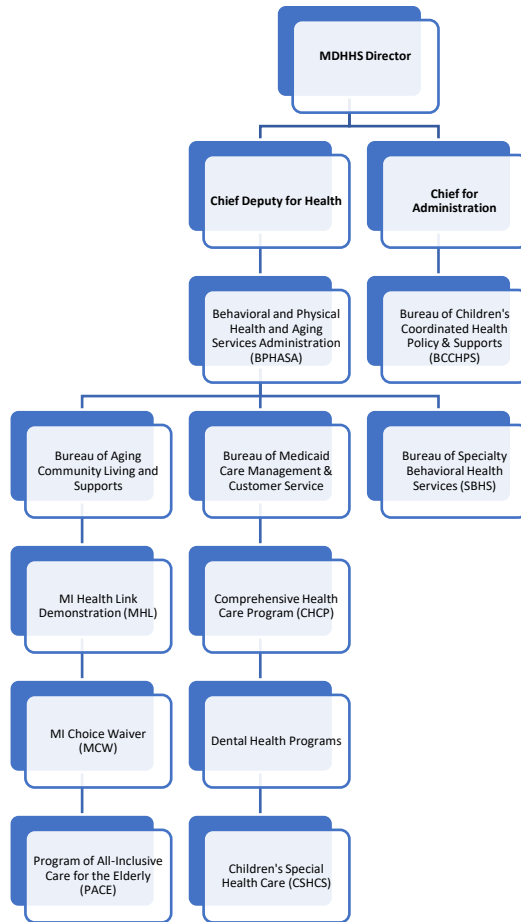 MDHHS Director
Chief Deputy for Health
Chief for
Administration
Behavioral and Physical
Health and Aging
Services Administration
(BPHASA)
Bureau of Children's
Coordinated Health
Policy & Supports
(BCCHPS)
Bureau of Aging
Community Living and
Supports
Bureau of Medicaid
Care Management &
Customer Service
Bureau of Specialty
Behavioral Health
Services (SBHS)
MI Health Link
Demonstration (MHL)
Comprehensive Health
Care Program (CHCP)
MI Choice Waiver
(MCW)
Dental Health Programs
Program of All-Inclusive
Care for the Elderly
(PACE)
Children's Special
Health Care (CSHCS)